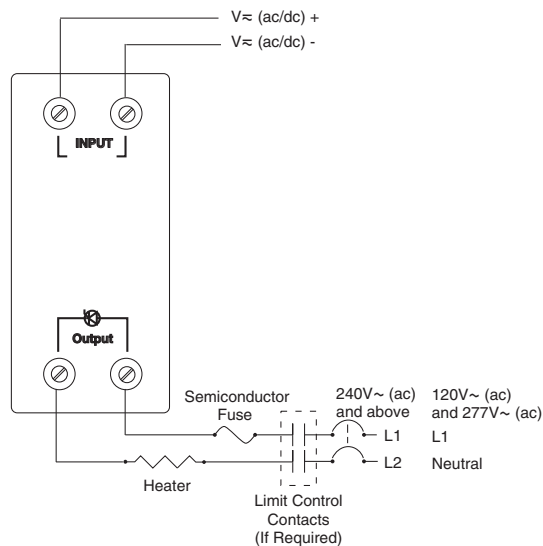 V≂ (ac/dc) +
V≂ (ac/dc) -
INPUT
Output
Semiconductor
Fuse
240V~ (ac)
and above
120V~ (ac)
and 277V~ (ac)
L1
L1
L2
Neutral
Heater
Limit Control
Contacts
(If Required)